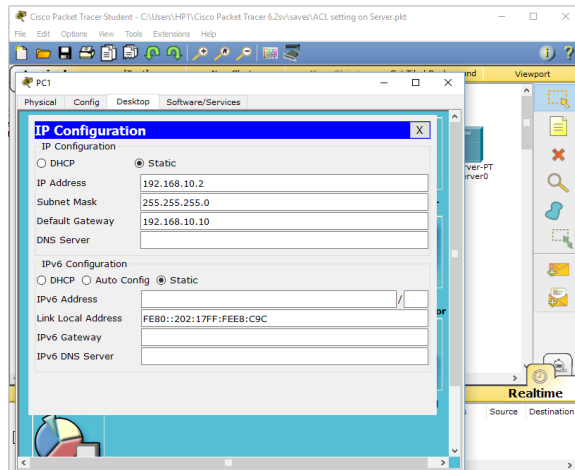 Cisco Packet Tracer Student - C:\Users\HP1\Cisco Packet Tracer 6.2sv\saves\ACL setting on Server.pkt
File Edit Options View Tools Extensions Help
Viewport
PC1
Physical Config Desktop Software/Services
IP Configuration X
IP Configuration
DHCP Static
IP Address 192.168.10.2
Subnet Mask 255.255.255.0
Default Gateway 192.168.10.10
DNS Server
IPv6 Configuration
DHCP Auto Config Static
IPv6 Address /
Link Local Address FE80::202:17FF:FEE8:C9C
IPv6 Gateway
IPv6 DNS Server
ver-PT
erver0
Realtime
Source Destination